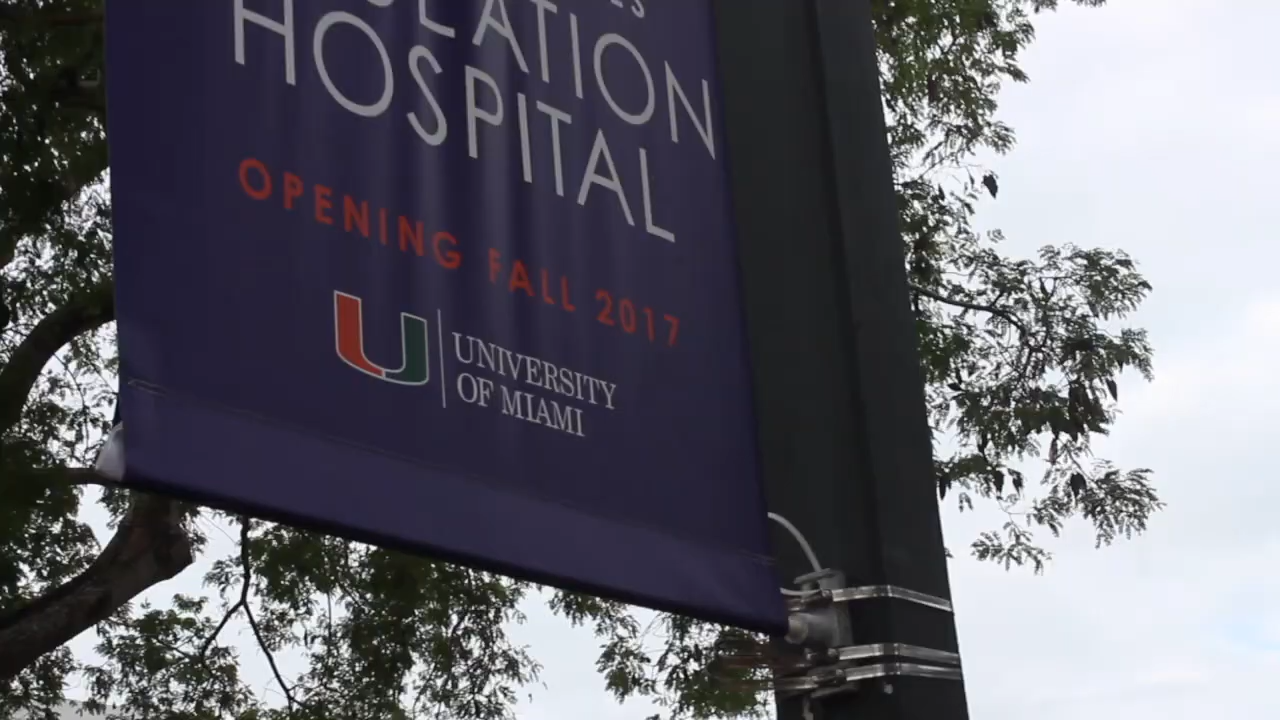 HOSPITAL
OPENING FALL 2017
U
UNIVERSITY
OF MIAMI